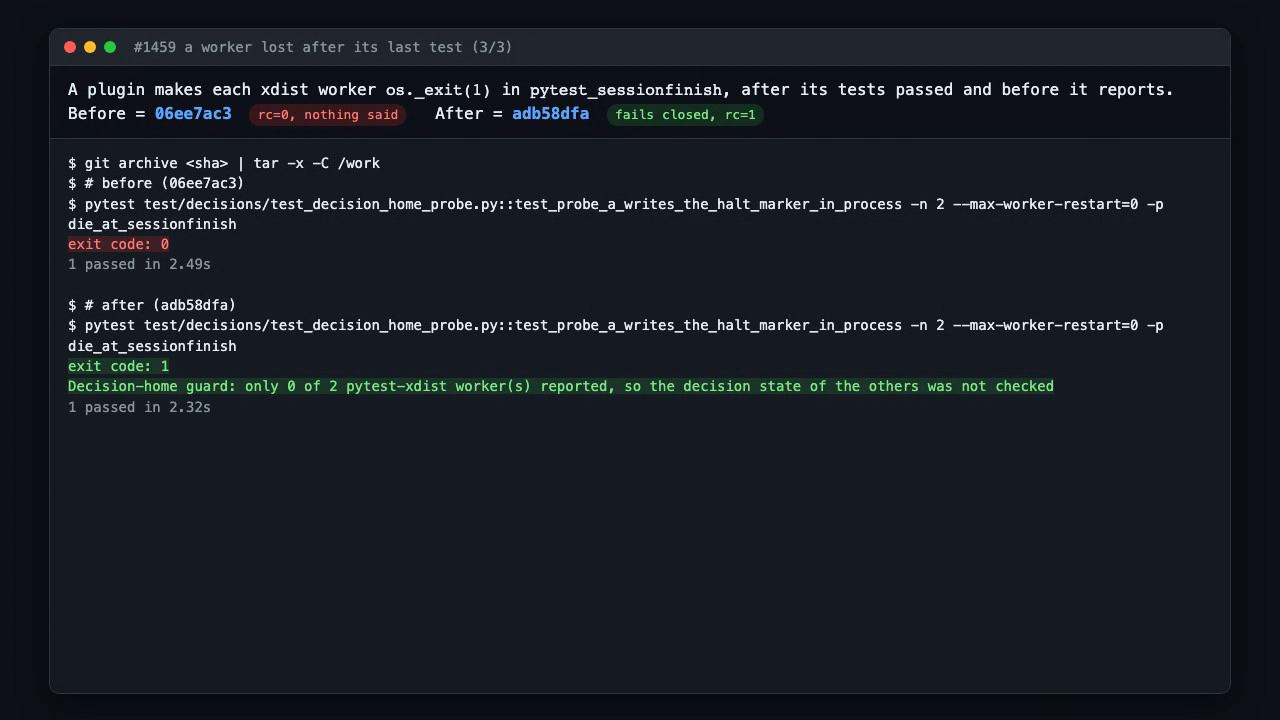 #1459 a worker lost after its last test (3/3)
A plugin makes each xdist worker os._exit(1) in pytest_sessionfinish, after its tests passed and before it reports.
Before = 06ee7ac3 rc=0, nothing said After = adb58dfa fails closed, rc=1
$ git archive <sha> | tar -x -C /work
$ # before (06ee7ac3)
$ pytest test/decisions/test_decision_home_probe.py::test_probe_a_writes_the_halt_marker_in_process -n 2 --max-worker-restart=0 -p
die_at_sessionfinish
exit code: 0
1 passed in 2.49s
$ # after (adb58dfa)
$ pytest test/decisions/test_decision_home_probe.py::test_probe_a_writes_the_halt_marker_in_process -n 2 --max-worker-restart=0 -p
die_at_sessionfinish
exit code: 1
Decision-home guard: only 0 of 2 pytest-xdist worker(s) reported, so the decision state of the others was not checked
1 passed in 2.32s